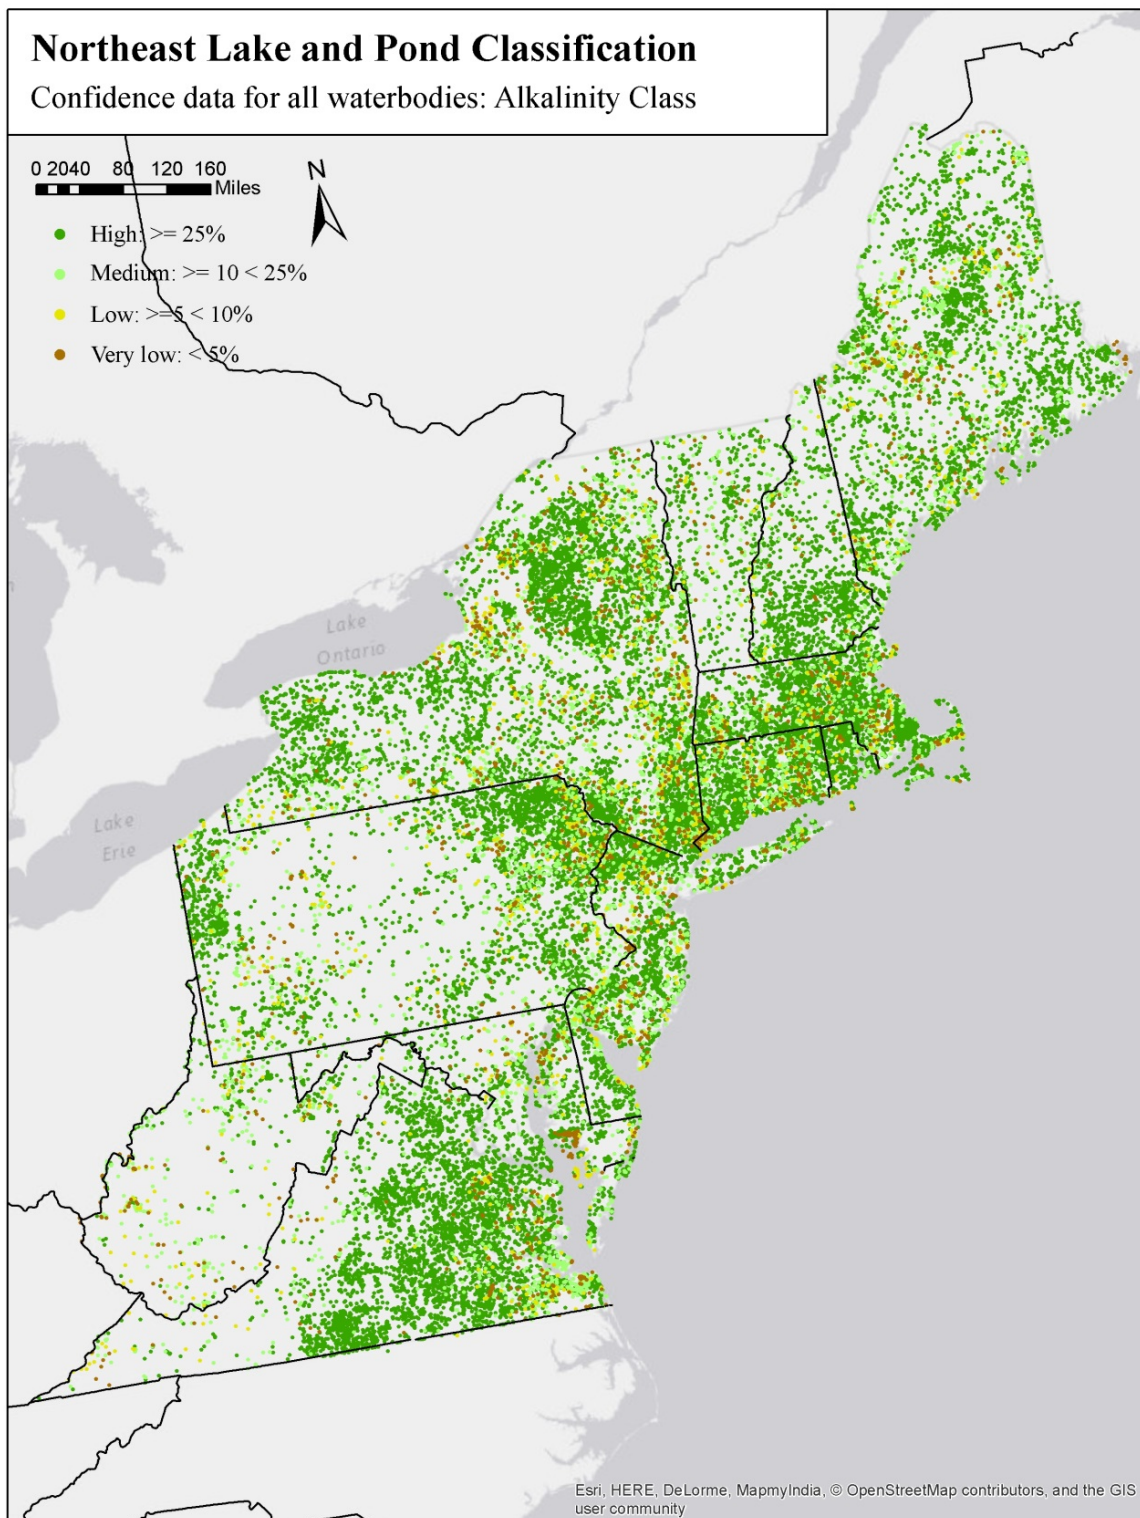 Northeast Lake and Pond Classification
Confidence data for all waterbodies: Alkalinity Class
0 2040 80 120 160
Miles
N
High: >= 25%
Medium: >= 10 < 25%
Low: >=5 < 10%
Very low: < 5%
Lake
Ontario
Lake
Erie
Esri, HERE, DeLorme, MapmyIndia, © OpenStreetMap contributors, and the GIS
user community